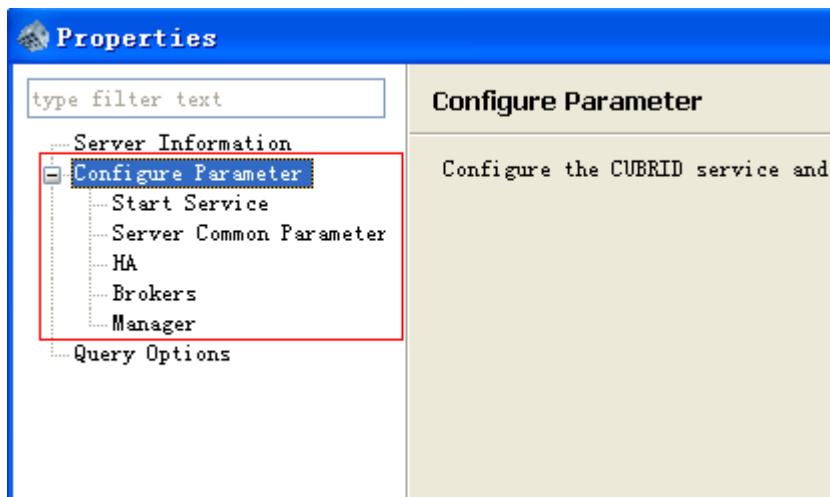 Properties
type filter text
Server Information
Configure Parameter
Start Service
Server Common Parameter
HA
Brokers
Manager
Query Options
Configure Parameter
Configure the CUBRID service and